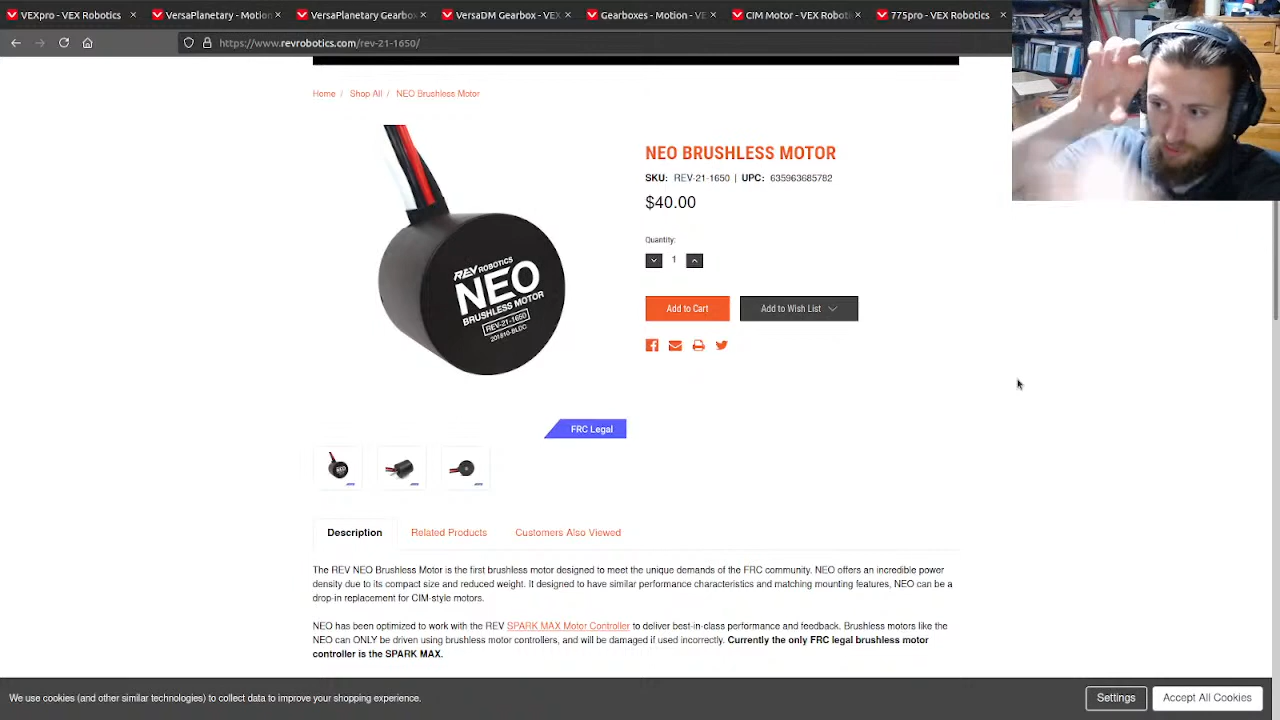 VEXpro - VEX Robotics
VersaPlanetary - Motion
VersaPlanetary Gearbo
VersaDM Gearbox -
Gearboxes - Motion - VE
CIM Motor - VEX Robot
775pro - VEX Robotic
https://www.revrobotics.com/rev-21-1650/
Home / Shop All / NEO Brushless Motor
NEO BRUSHLESS MOTOR
SKU: REV-21-1650 | UPC: 635963685782
$40.00
Quantity:
1
Add to Cart
Add to Wish List
REV ROBOTICS
NEO
BRUSHLESS MOTOR
REV-21-1650
201810-BLDC
FRC Legal
Description
Related Products
Customers Also Viewed
The REV NEO Brushless Motor is the first brushless motor designed to meet the unique demands of the FRC community. NEO offers an incredible power
density due to its compact size and reduced weight. It designed to have similar performance characteristics and matching mounting features, NEO can be a
drop-in replacement for CIM-style motors.
NEO has been optimized to work with the REV SPARK MAX Motor Controller to deliver best-in-class performance and feedback. Brushless motors like the
NEO can ONLY be driven using brushless motor controllers, and will be damaged if used incorrectly. Currently the only FRC legal brushless motor
controller is the SPARK MAX.
We use cookies (and other similar technologies) to collect data to improve your shopping experience.
Settings
Accept All Cookies